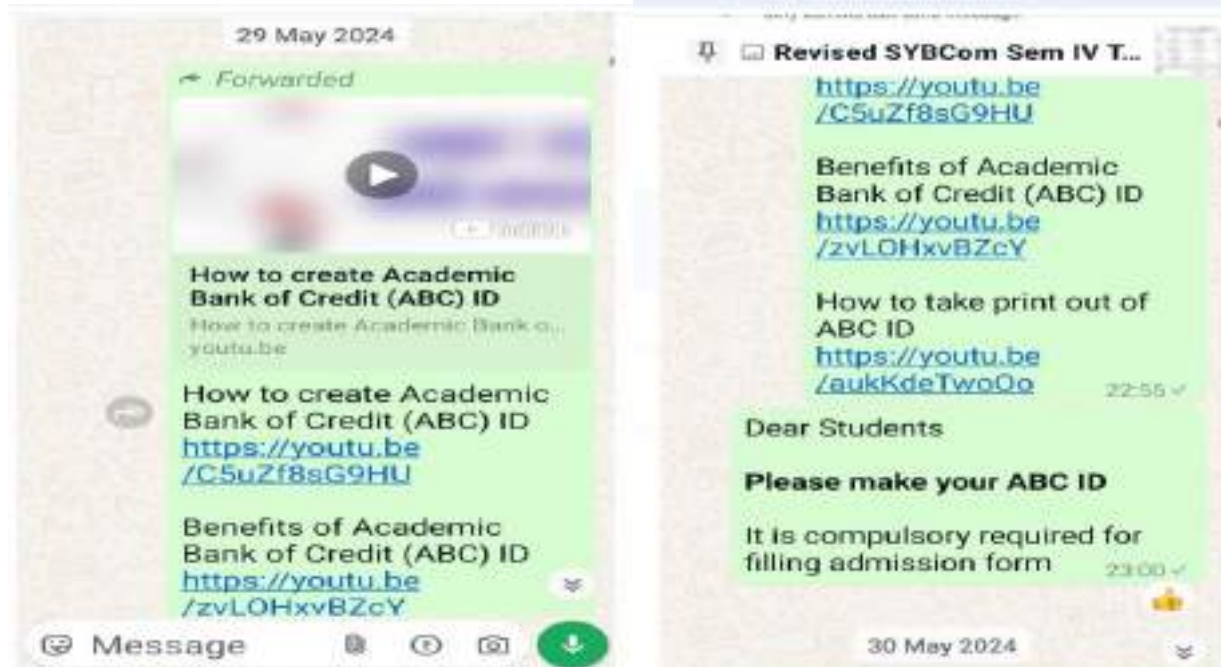 29 May 2024
Forwarded
How to create Academic
Bank of Credit (ABC) ID
How to create Academic Bank o...
youtu.be
How to create Academic
Bank of Credit (ABC) ID
https://youtu.be
/C5uZf8sG9HU
Benefits of Academic
Bank of Credit (ABC) ID
https://youtu.be
/zvLOHxvBZcY
Message
Revised SYBCom Sem IV T...
https://youtu.be
/C5uZf8sG9HU
Benefits of Academic
Bank of Credit (ABC) ID
https://youtu.be
/zvLOHxvBZcY
How to take print out of
ABC ID
https://youtu.be
/aukKdeTwoOo
22:55
Dear Students
Please make your ABC ID
It is compulsory required for
filling admission form
23:00
30 May 2024